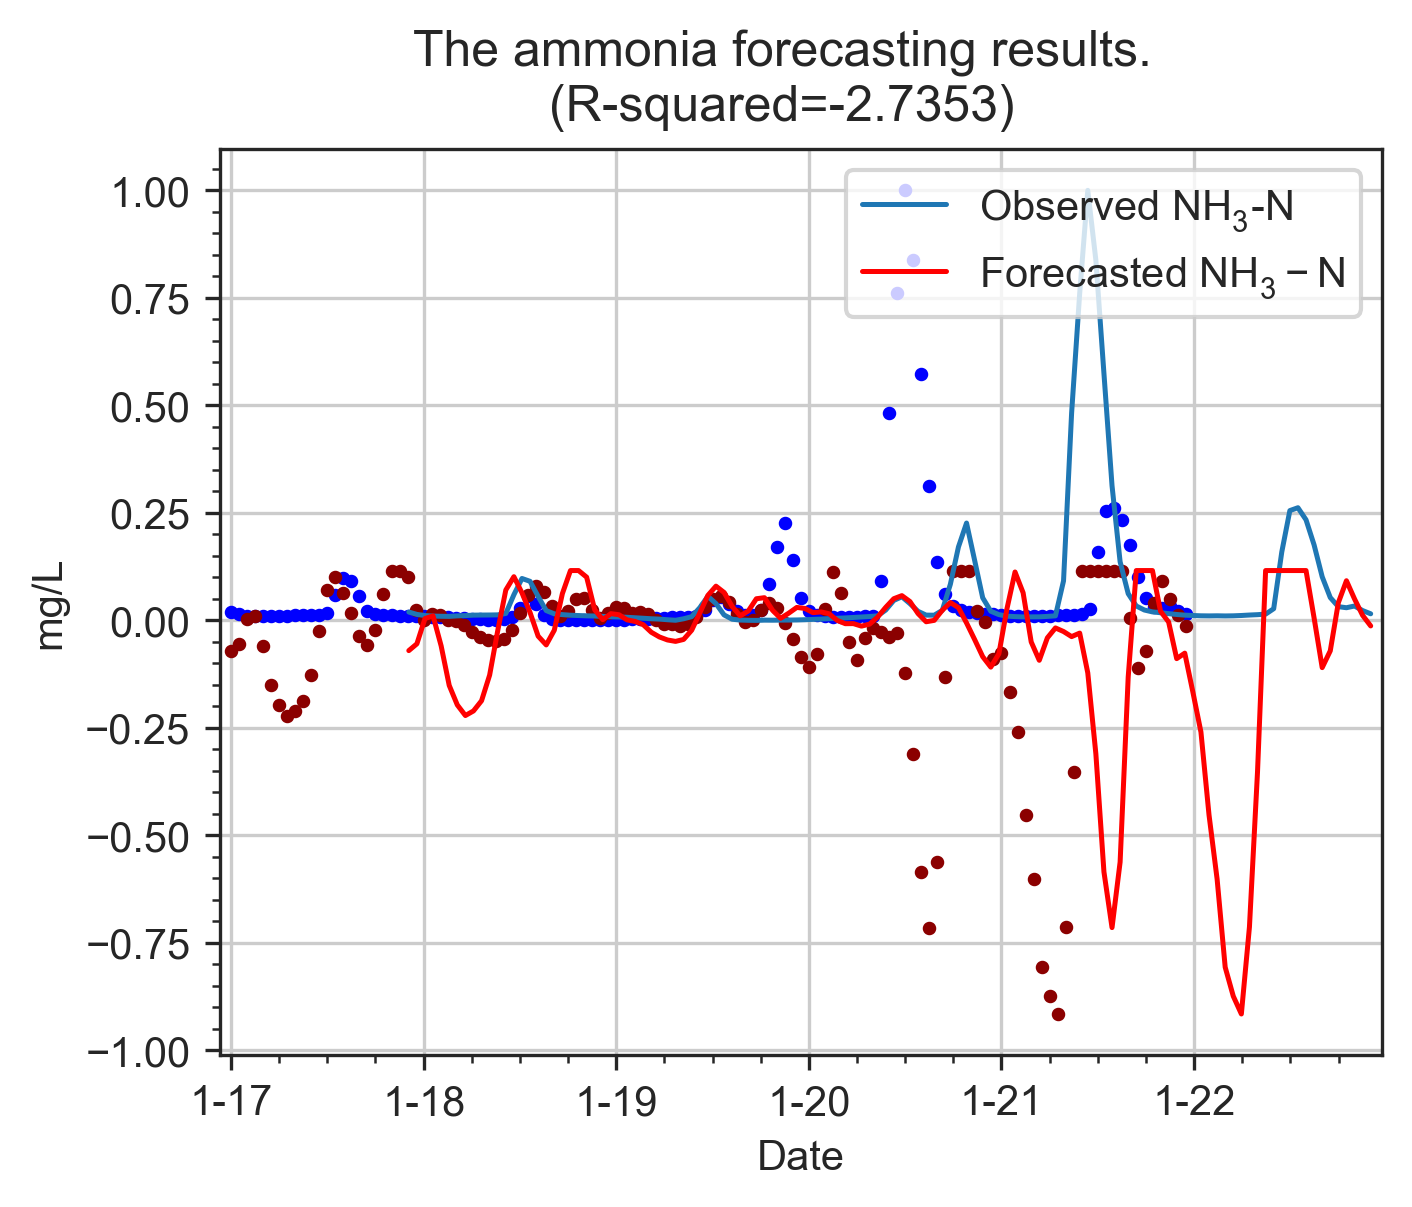 The ammonia forecasting results.
(R-squared=-2.7353)
1.00
0.75
0.50
0.25
0.00
−0.25
−0.50
−0.75
−1.00
mg/L
Observed NH₃-N
Forecasted NH₃ − N
1-17
1-18
1-19
1-20
1-21
1-22
Date